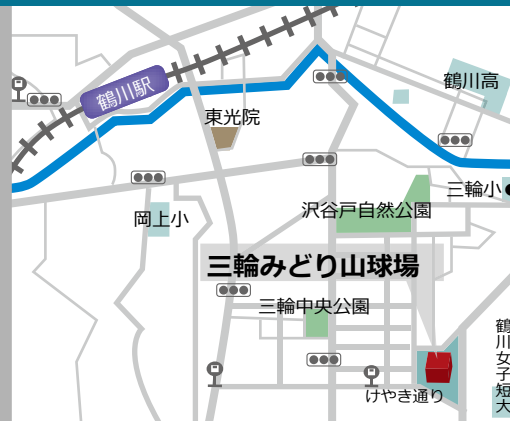 鶴川駅
鶴川高
東光院
三輪小
岡上小
沢谷戸自然公園
三輪みどり山球場
三輪中央公園
けやき通り
鶴川女子短大